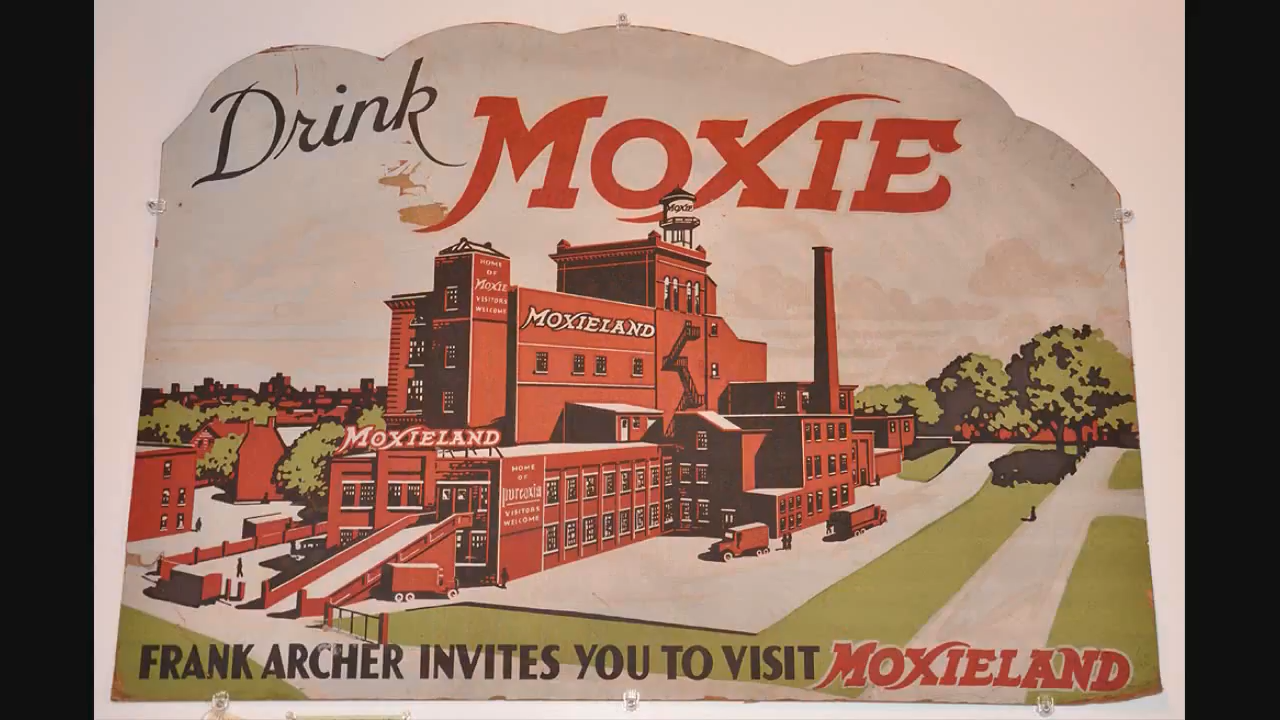 Drink MOXIE
MOXIE
HOME
OF
MOXIE
VISITORS
WELCOME
MOXIELAND
MOXIELAND
HOME
OF
puroxia
VISITORS
WELCOME
FRANK ARCHER INVITES YOU TO VISIT MOXIELAND